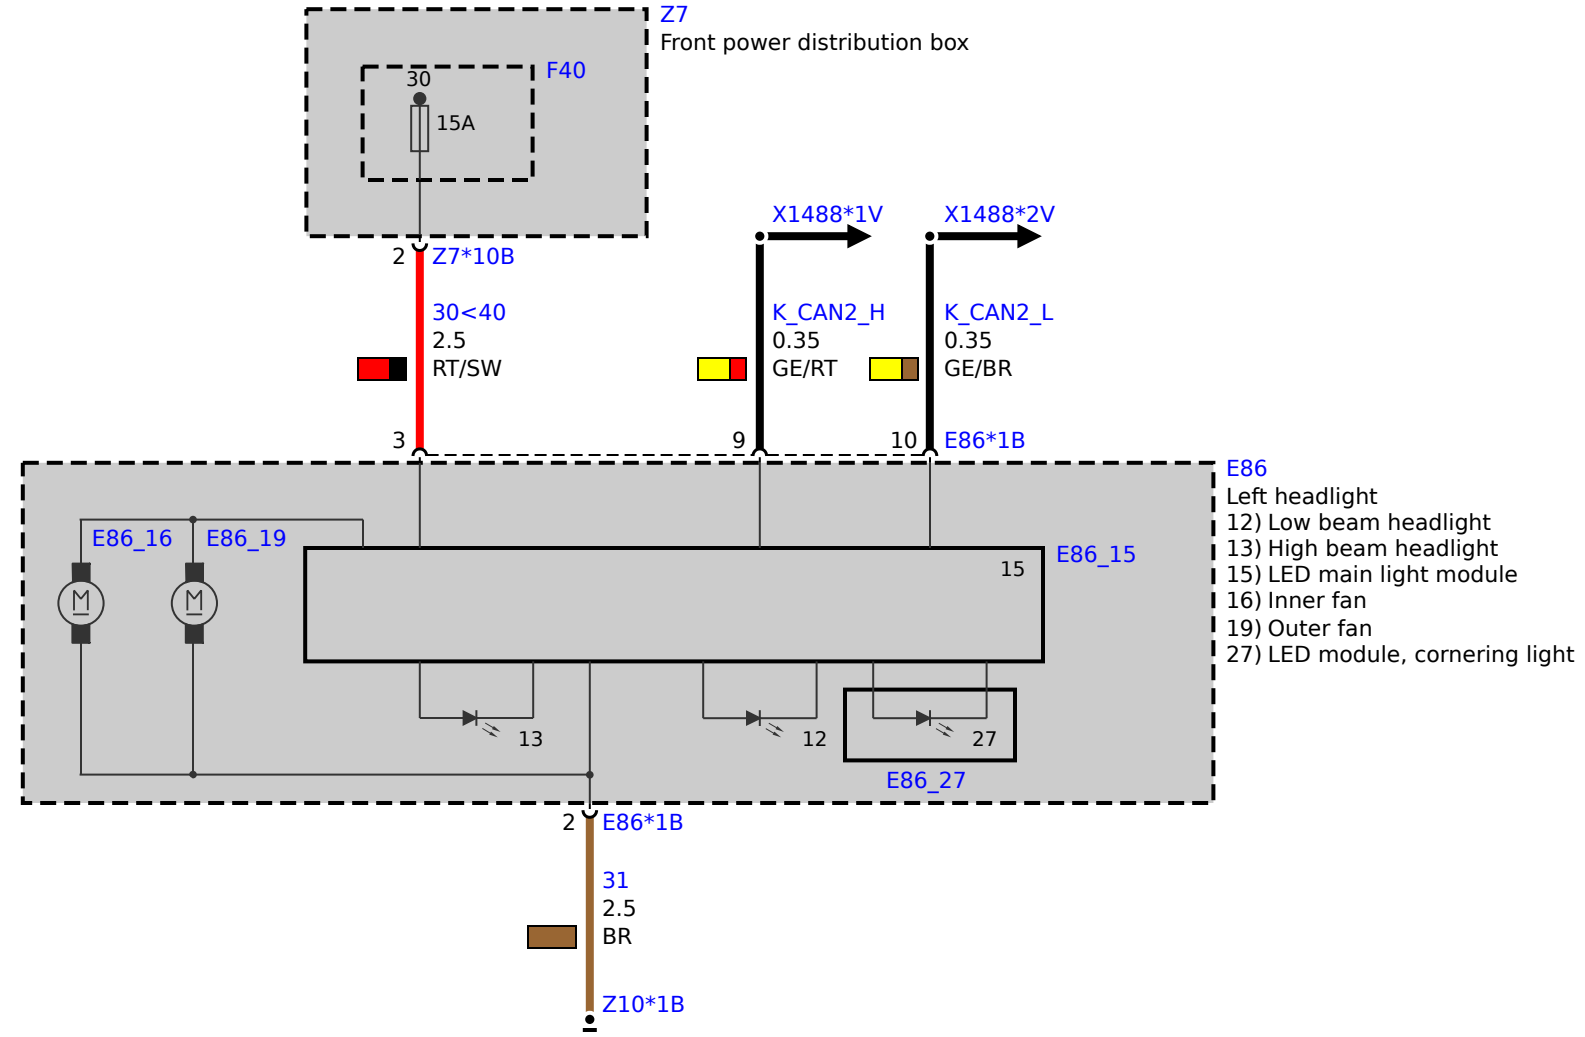 Z7
Front power distribution box
F40
30
15A
2
Z7*10B
X1488*1V
X1488*2V
30<40
2.5
RT/SW
K_CAN2_H
0.35
GE/RT
K_CAN2_L
0.35
GE/BR
3
9
10
E86*1B
E86
Left headlight
12) Low beam headlight
13) High beam headlight
15) LED main light module
16) Inner fan
19) Outer fan
27) LED module, cornering light
E86_16
E86_19
E86_15
15
M
M
13
12
27
E86_27
2
E86*1B
31
2.5
BR
Z10*1B